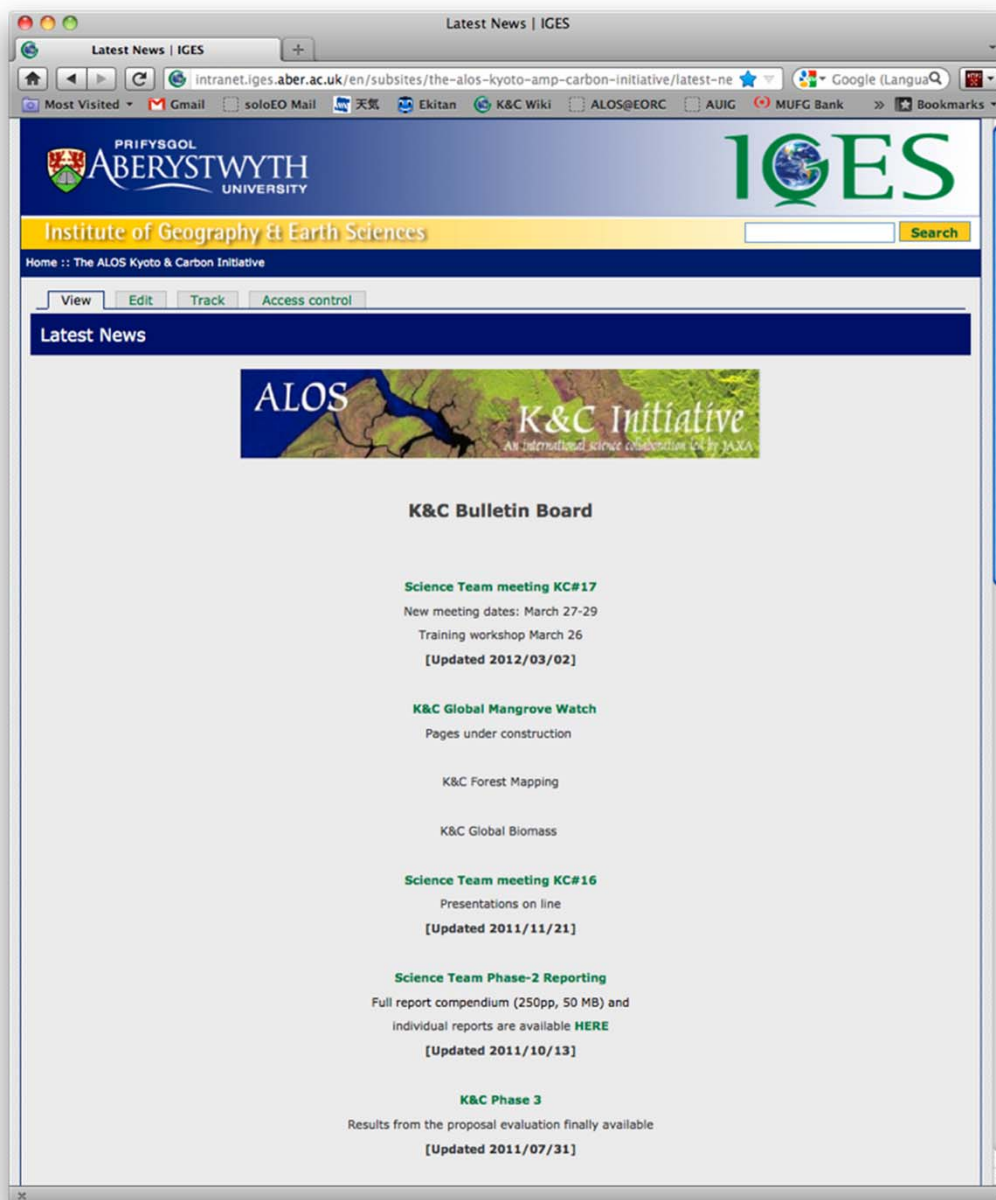 Latest News | IGES
Latest News | IGES
intranet.iges.aber.ac.uk/en/subsites/the-alos-kyoto-amp-carbon-initiative/latest-ne
Google (Langua
Most Visited Gmail soloEO Mail 天気 Ekitan K&C Wiki ALOS@EORC AUIG MUFG Bank » Bookmarks
PRIFYSGOL
ABERYSTWYTH
UNIVERSITY
IGES
Institute of Geography & Earth Sciences
Search
Home :: The ALOS Kyoto & Carbon Initiative
View Edit Track Access control
Latest News
ALOS
K&C Initiative
An international science collaboration led by JAXA
K&C Bulletin Board
Science Team meeting KC#17
New meeting dates: March 27-29
Training workshop March 26
[Updated 2012/03/02]
K&C Global Mangrove Watch
Pages under construction
K&C Forest Mapping
K&C Global Biomass
Science Team meeting KC#16
Presentations on line
[Updated 2011/11/21]
Science Team Phase-2 Reporting
Full report compendium (250pp, 50 MB) and
individual reports are available HERE
[Updated 2011/10/13]
K&C Phase 3
Results from the proposal evaluation finally available
[Updated 2011/07/31]